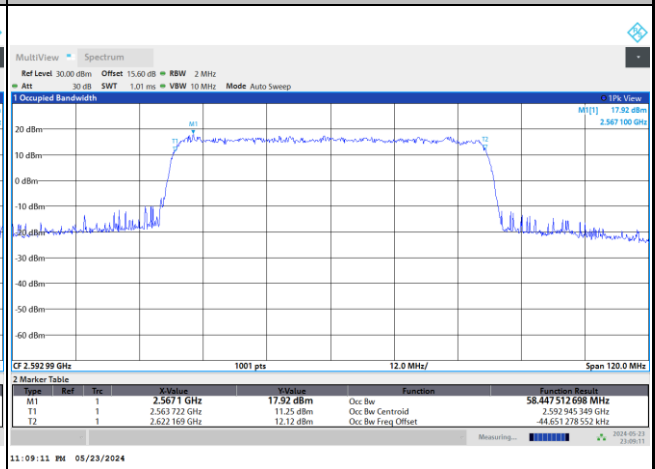 MultiView Spectrum
Ref Level 30.00 dBm Offset 15.60 dB RBW 2 MHz
Att 30 dB SWT 1.01 ms VBW 10 MHz Mode Auto Sweep
1 Occupied Bandwidth 1Pk View
M1[1] 17.92 dBm
2.567 100 GHz
M1
20 dBm
T1 T2
10 dBm
0 dBm
-10 dBm
-20 dBm
-30 dBm
-40 dBm
-50 dBm
-60 dBm
CF 2.592 99 GHz 1001 pts 12.0 MHz/ Span 120.0 MHz
2 Marker Table
Type Ref Trc X-Value Y-Value Function Function Result
M1 1 2.567 1 GHz 17.92 dBm Occ Bw 58.447 512 698 MHz
T1 1 2.563 722 GHz 11.25 dBm Occ Bw Centroid 2.592 945 349 GHz
T2 1 2.622 169 GHz 12.12 dBm Occ Bw Freq Offset -44.651 278 552 kHz
Measuring... 2024-05-23
23:09:11
11:09:11 PM 05/23/2024